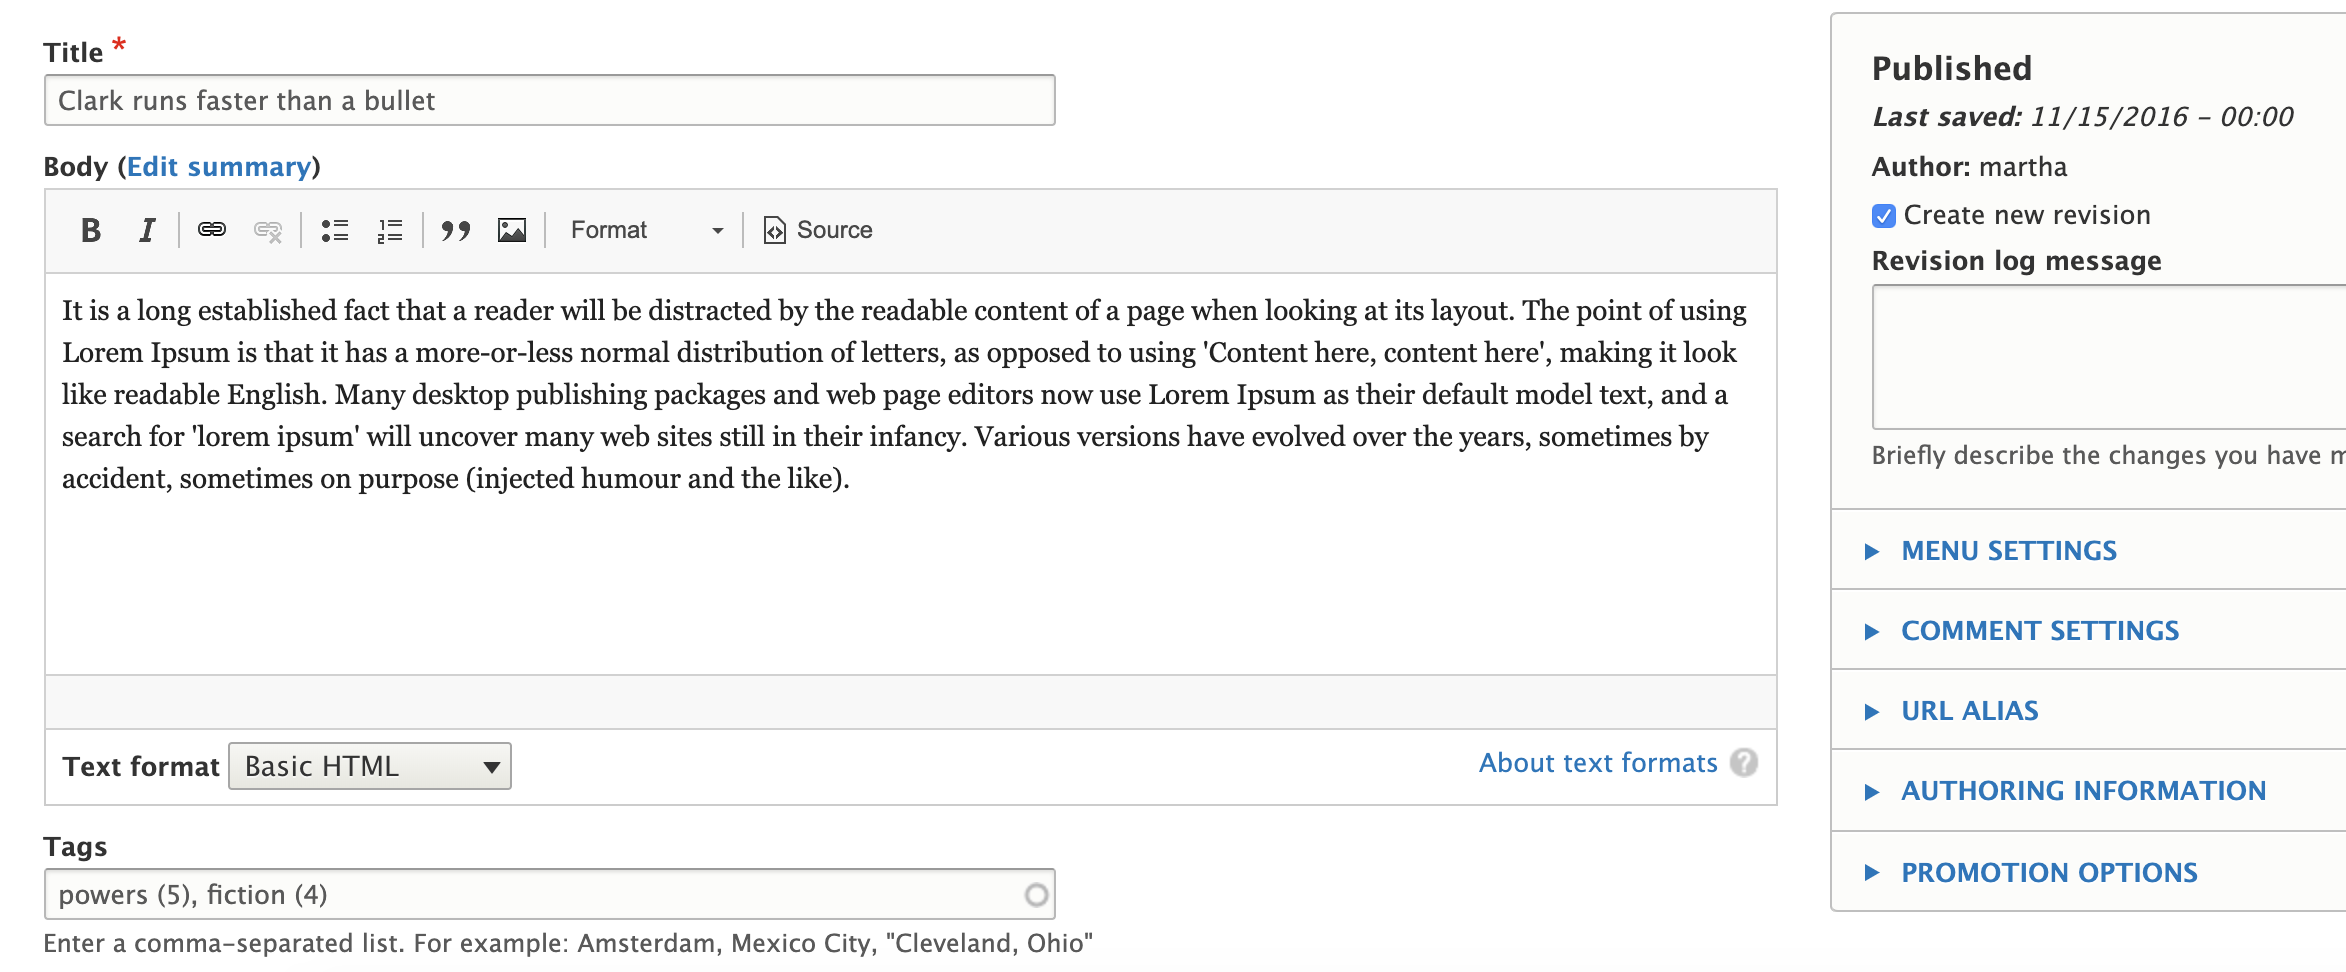 Title *
Clark runs faster than a bullet
Body (Edit summary)
B I Format Source
It is a long established fact that a reader will be distracted by the readable content of a page when looking at its layout. The point of using
Lorem Ipsum is that it has a more-or-less normal distribution of letters, as opposed to using 'Content here, content here', making it look
like readable English. Many desktop publishing packages and web page editors now use Lorem Ipsum as their default model text, and a
search for 'lorem ipsum' will uncover many web sites still in their infancy. Various versions have evolved over the years, sometimes by
accident, sometimes on purpose (injected humour and the like).
Text format Basic HTML
About text formats ?
Tags
powers (5), fiction (4)
Enter a comma-separated list. For example: Amsterdam, Mexico City, "Cleveland, Ohio"
Published
Last saved: 11/15/2016 - 00:00
Author: martha
Create new revision
Revision log message
Briefly describe the changes you have
MENU SETTINGS
COMMENT SETTINGS
URL ALIAS
AUTHORING INFORMATION
PROMOTION OPTIONS